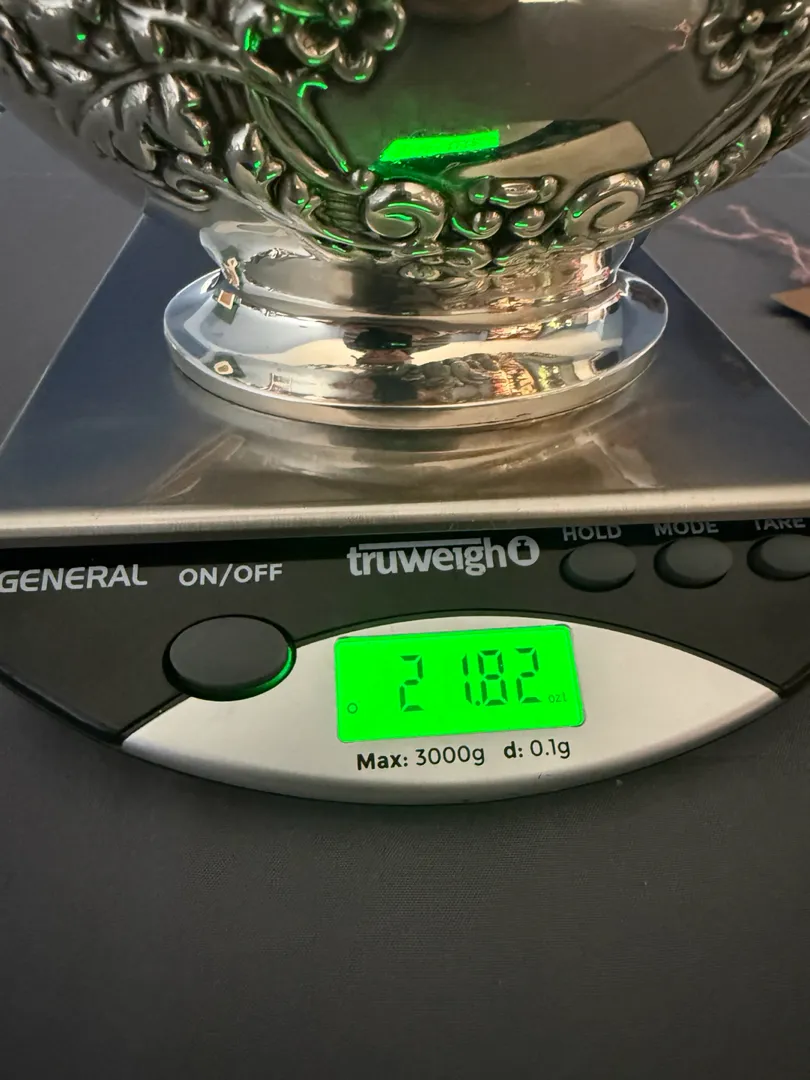 HOLD MODE TARE
GENERAL ON/OFF truweigh
21.82 ozt
Max: 3000g d: 0.1g